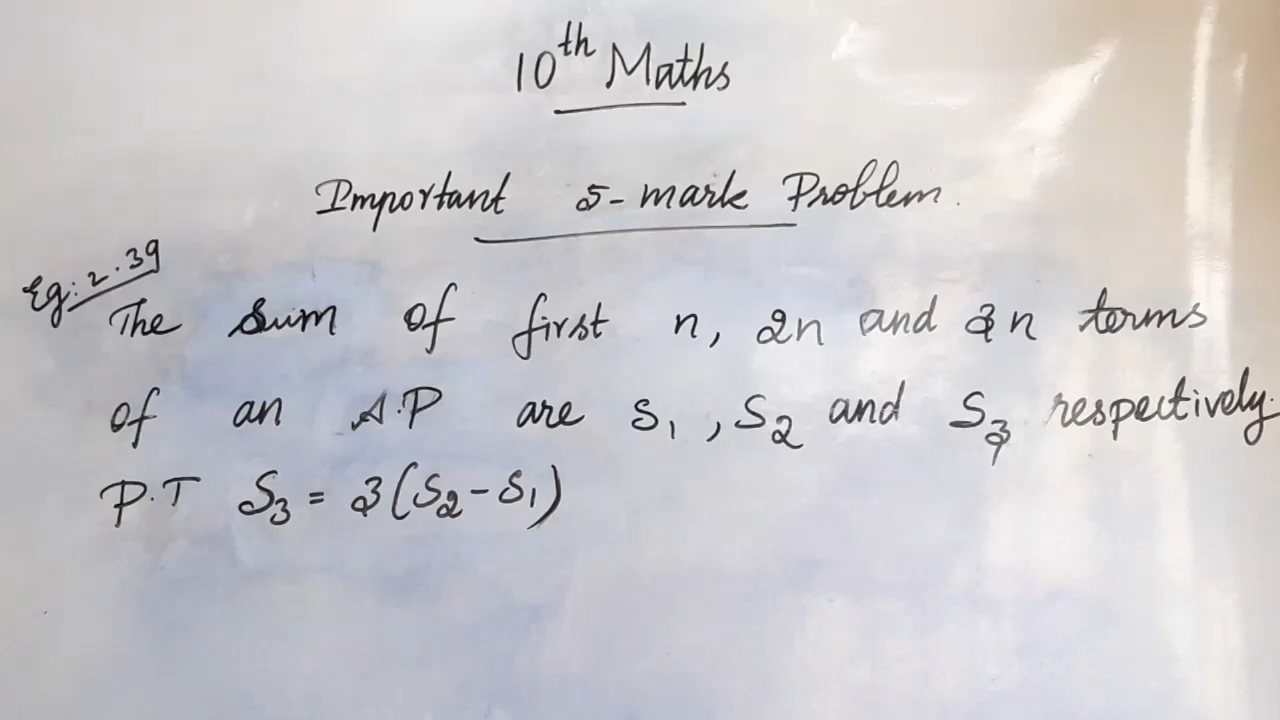 10th Maths
Important 5-mark Problem.
Eg: 2.39
The Sum of first n, 2n and 3n terms
of an A.P are S1, S2 and S3 respectively.
P.T S3 = 3(S2-S1)